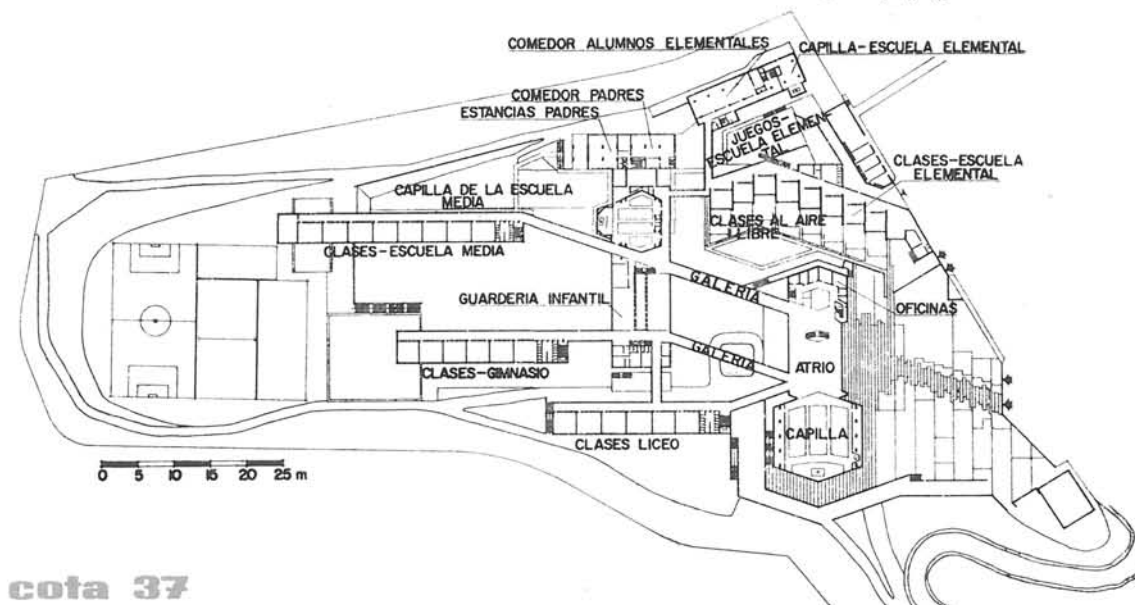 COMEDOR ALUMNOS ELEMENTALES
CAPILLA-ESCUELA ELEMENTAL
COMEDOR PADRES
ESTANCIAS PADRES
JUEGOS-
ESCUELA ELEMEN-
TAL
CLASES-ESCUELA
ELEMENTAL
CAPILLA DE LA ESCUELA
MEDIA
CLASES AL AIRE
LIBRE
CLASES-ESCUELA MEDIA
GALERIA
GUARDERIA INFANTIL
OFICINAS
GALERIA
ATRIO
CLASES-GIMNASIO
CAPILLA
CLASES LICEO
0 5 10 15 20 25 m
cota 37